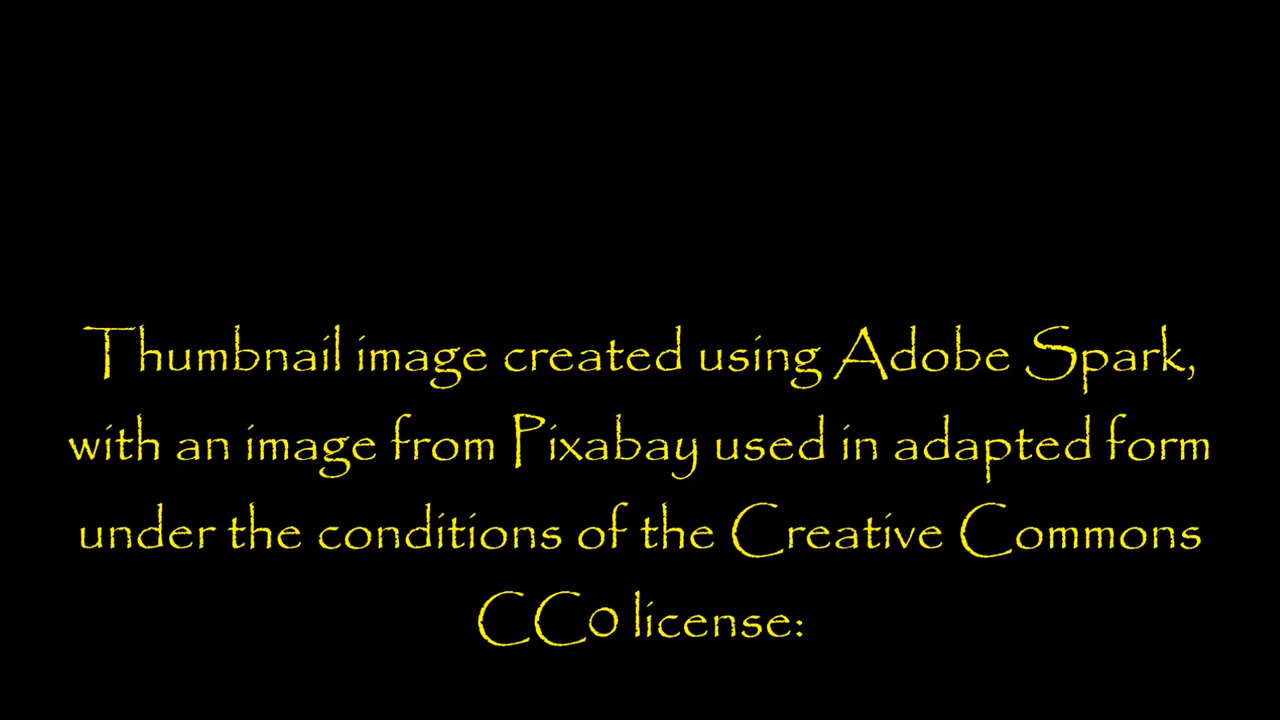 Thumbnail image created using Adobe Spark,
with an image from Pixabay used in adapted form
under the conditions of the Creative Commons
CC0 license: